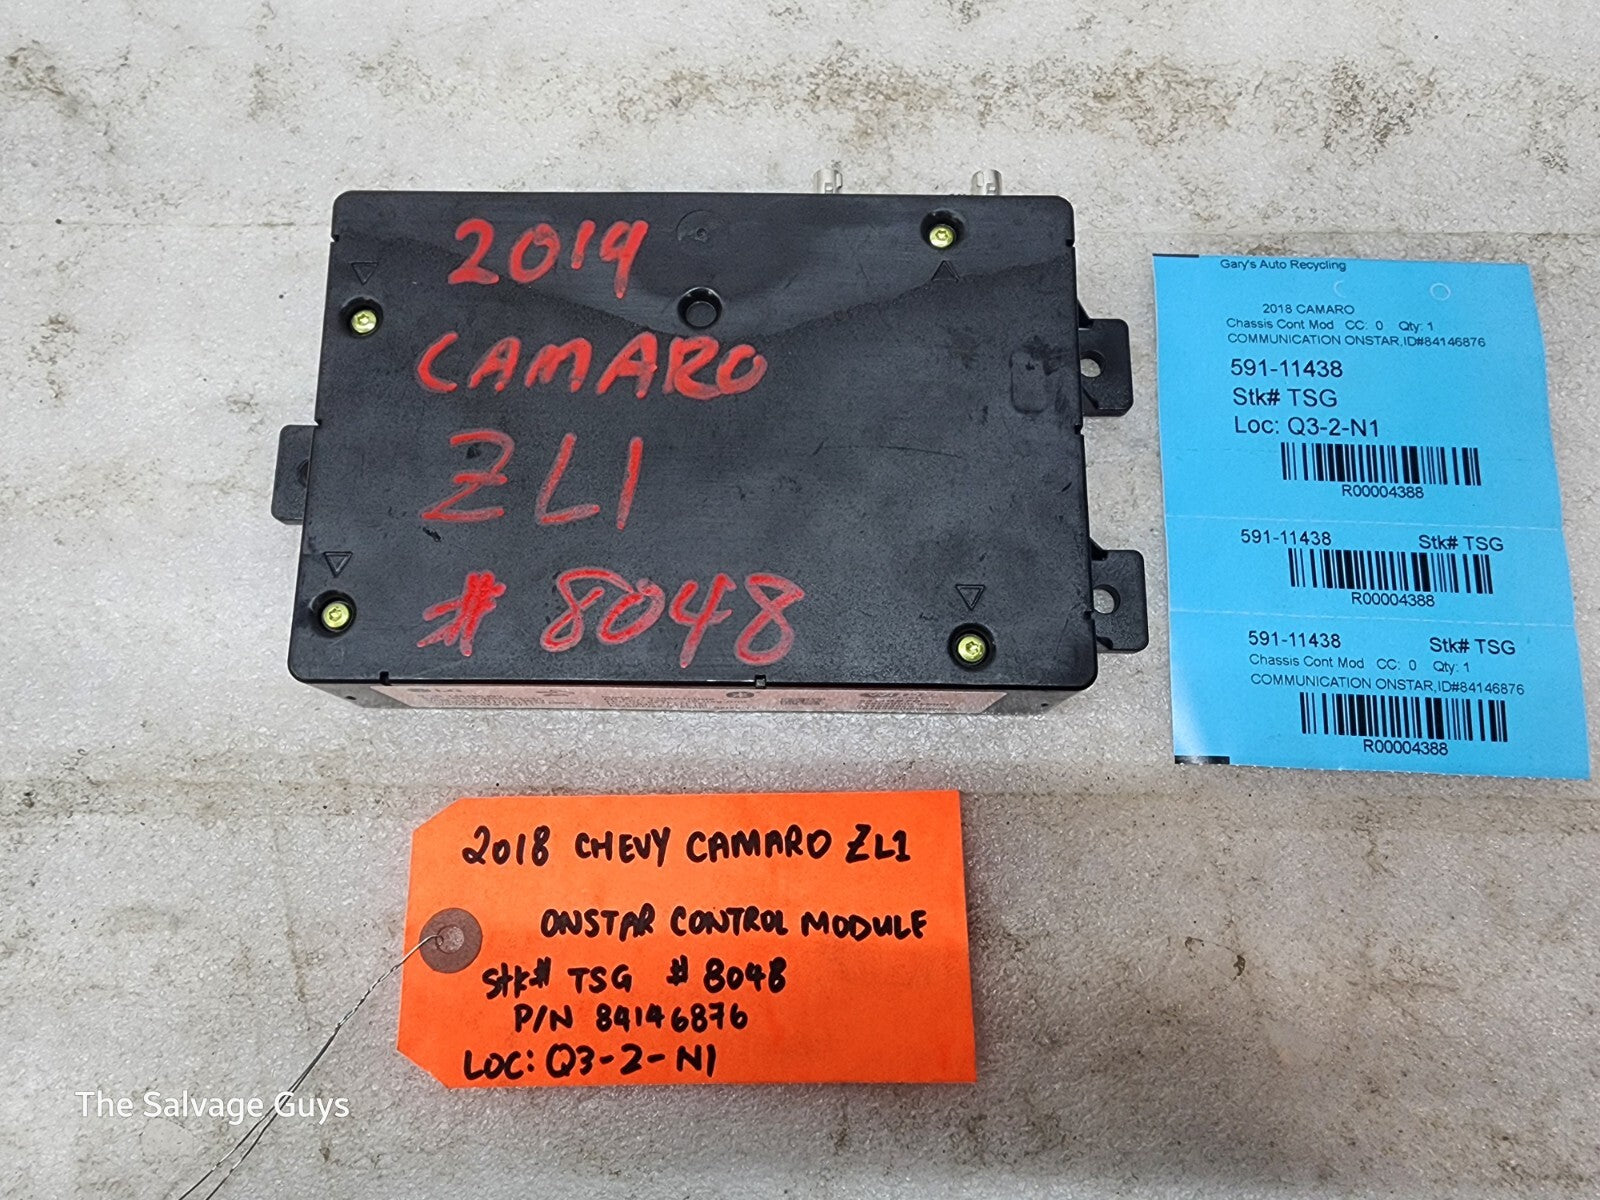 2019
CAMARO
ZL1
# 8048
Gary's Auto Recycling
2018 CAMARO
Chassis Cont Mod CC: 0 Qty: 1
COMMUNICATION ONSTAR,ID#84146876
591-11438
Stk# TSG
Loc: Q3-2-N1
R00004388
591-11438 Stk# TSG
R00004388
591-11438 Stk# TSG
Chassis Cont Mod CC: 0 Qty: 1
COMMUNICATION ONSTAR,ID#84146876
R00004388
2018 CHEVY CAMARO ZL1
ONSTAR CONTROL MODULE
Stk# TSG # 8048
P/N 84146876
LOC: Q3-2-N1
The Salvage Guys